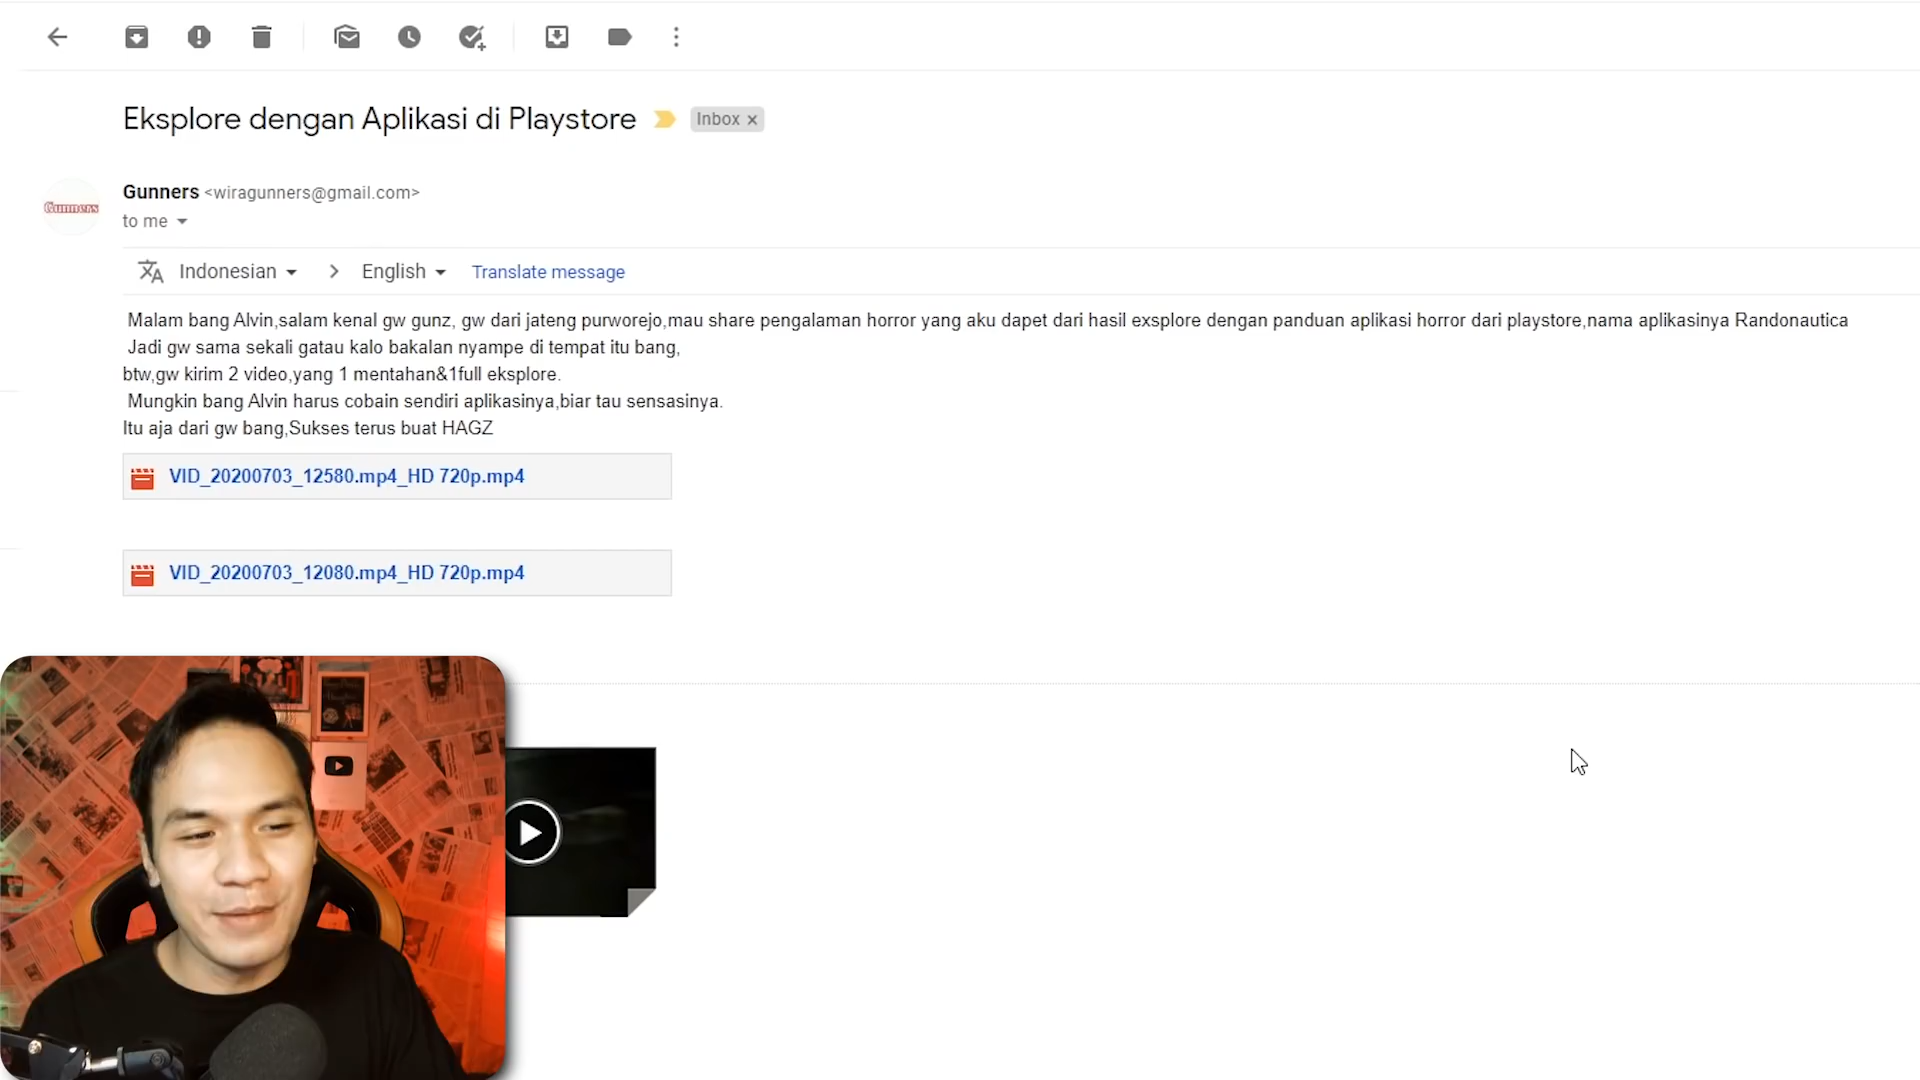 Eksplore dengan Aplikasi di Playstore Inbox ×
Gunners <wiragunners@gmail.com>
Gunners
to me
Indonesian > English Translate message
Malam bang Alvin,salam kenal gw gunz, gw dari jateng purworejo,mau share pengalaman horror yang aku dapet dari hasil exsplore dengan panduan aplikasi horror dari playstore,nama aplikasinya Randonautica
Jadi gw sama sekali gatau kalo bakalan nyampe di tempat itu bang,
btw,gw kirim 2 video,yang 1 mentahan&1full eksplore.
Mungkin bang Alvin harus cobain sendiri aplikasinya,biar tau sensasinya.
Itu aja dari gw bang,Sukses terus buat HAGZ
VID_20200703_12580.mp4_HD 720p.mp4
VID_20200703_12080.mp4_HD 720p.mp4